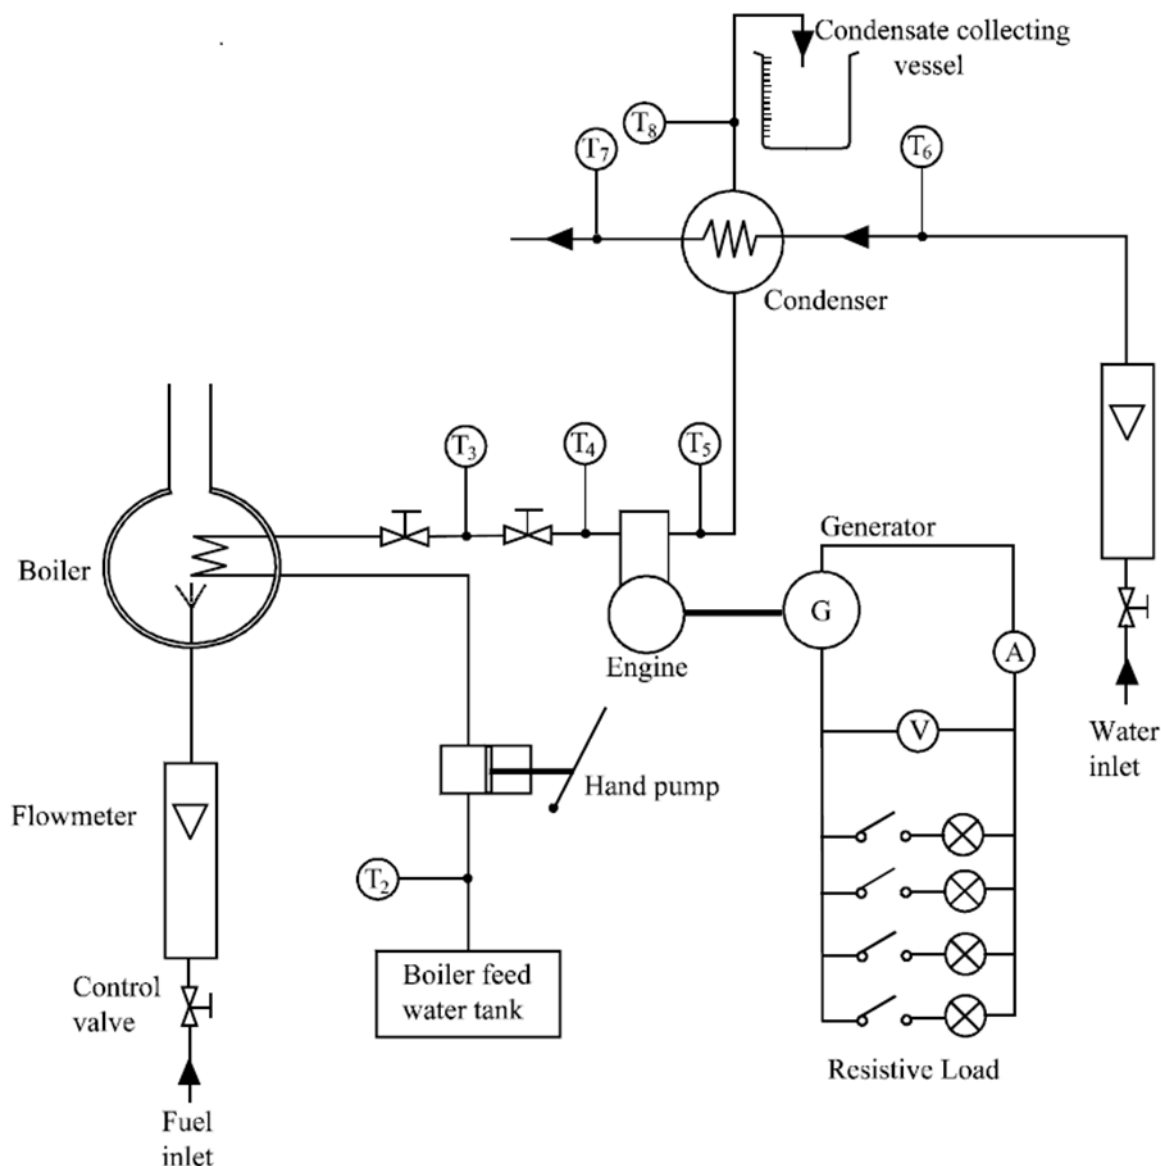 Condensate collecting
vessel
T8
T7
T6
Condenser
T3
T4
T5
Generator
Boiler
G
A
Engine
V
Water
inlet
Hand pump
Flowmeter
T2
Boiler feed
water tank
Control
valve
Resistive Load
Fuel
inlet